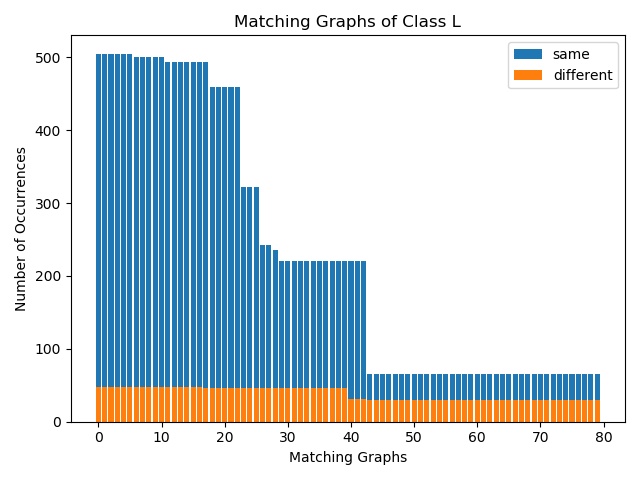 Matching Graphs of Class L
same
different
Number of Occurrences
500
400
300
200
100
0
0 10 20 30 40 50 60 70 80
Matching Graphs